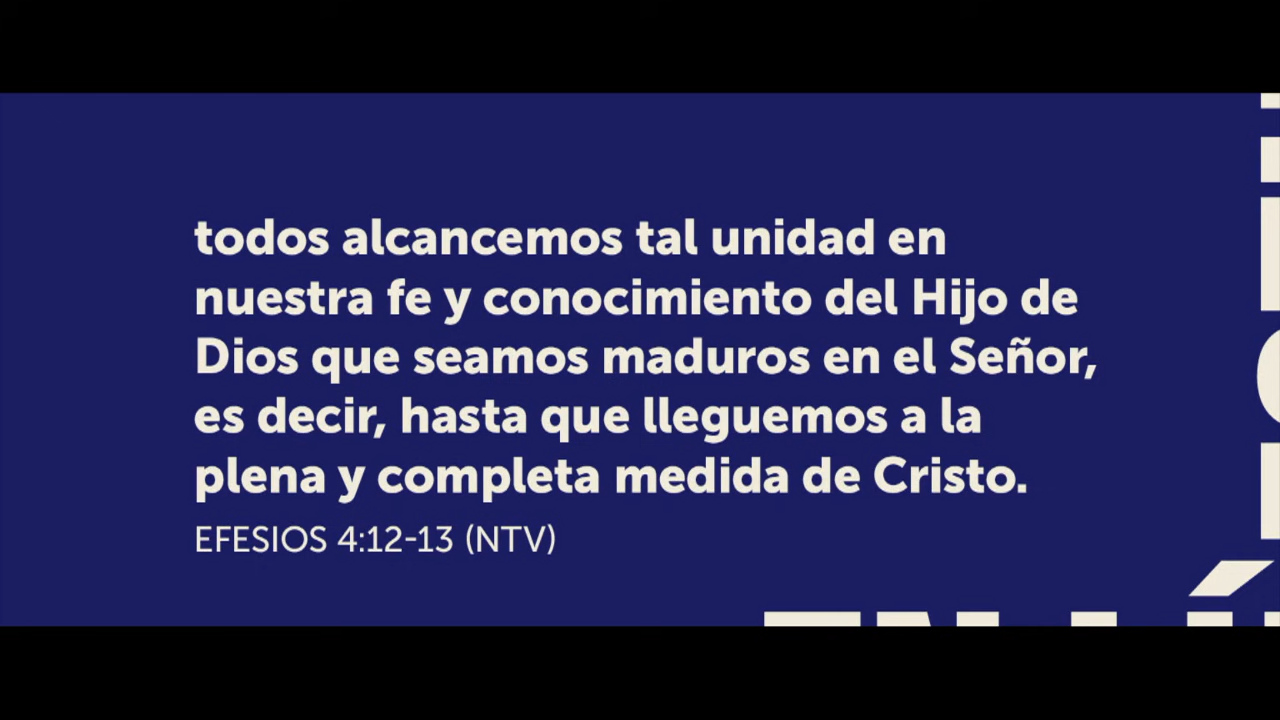 todos alcancemos tal unidad en
nuestra fe y conocimiento del Hijo de
Dios que seamos maduros en el Señor,
es decir, hasta que lleguemos a la
plena y completa medida de Cristo.
EFESIOS 4:12-13 (NTV)